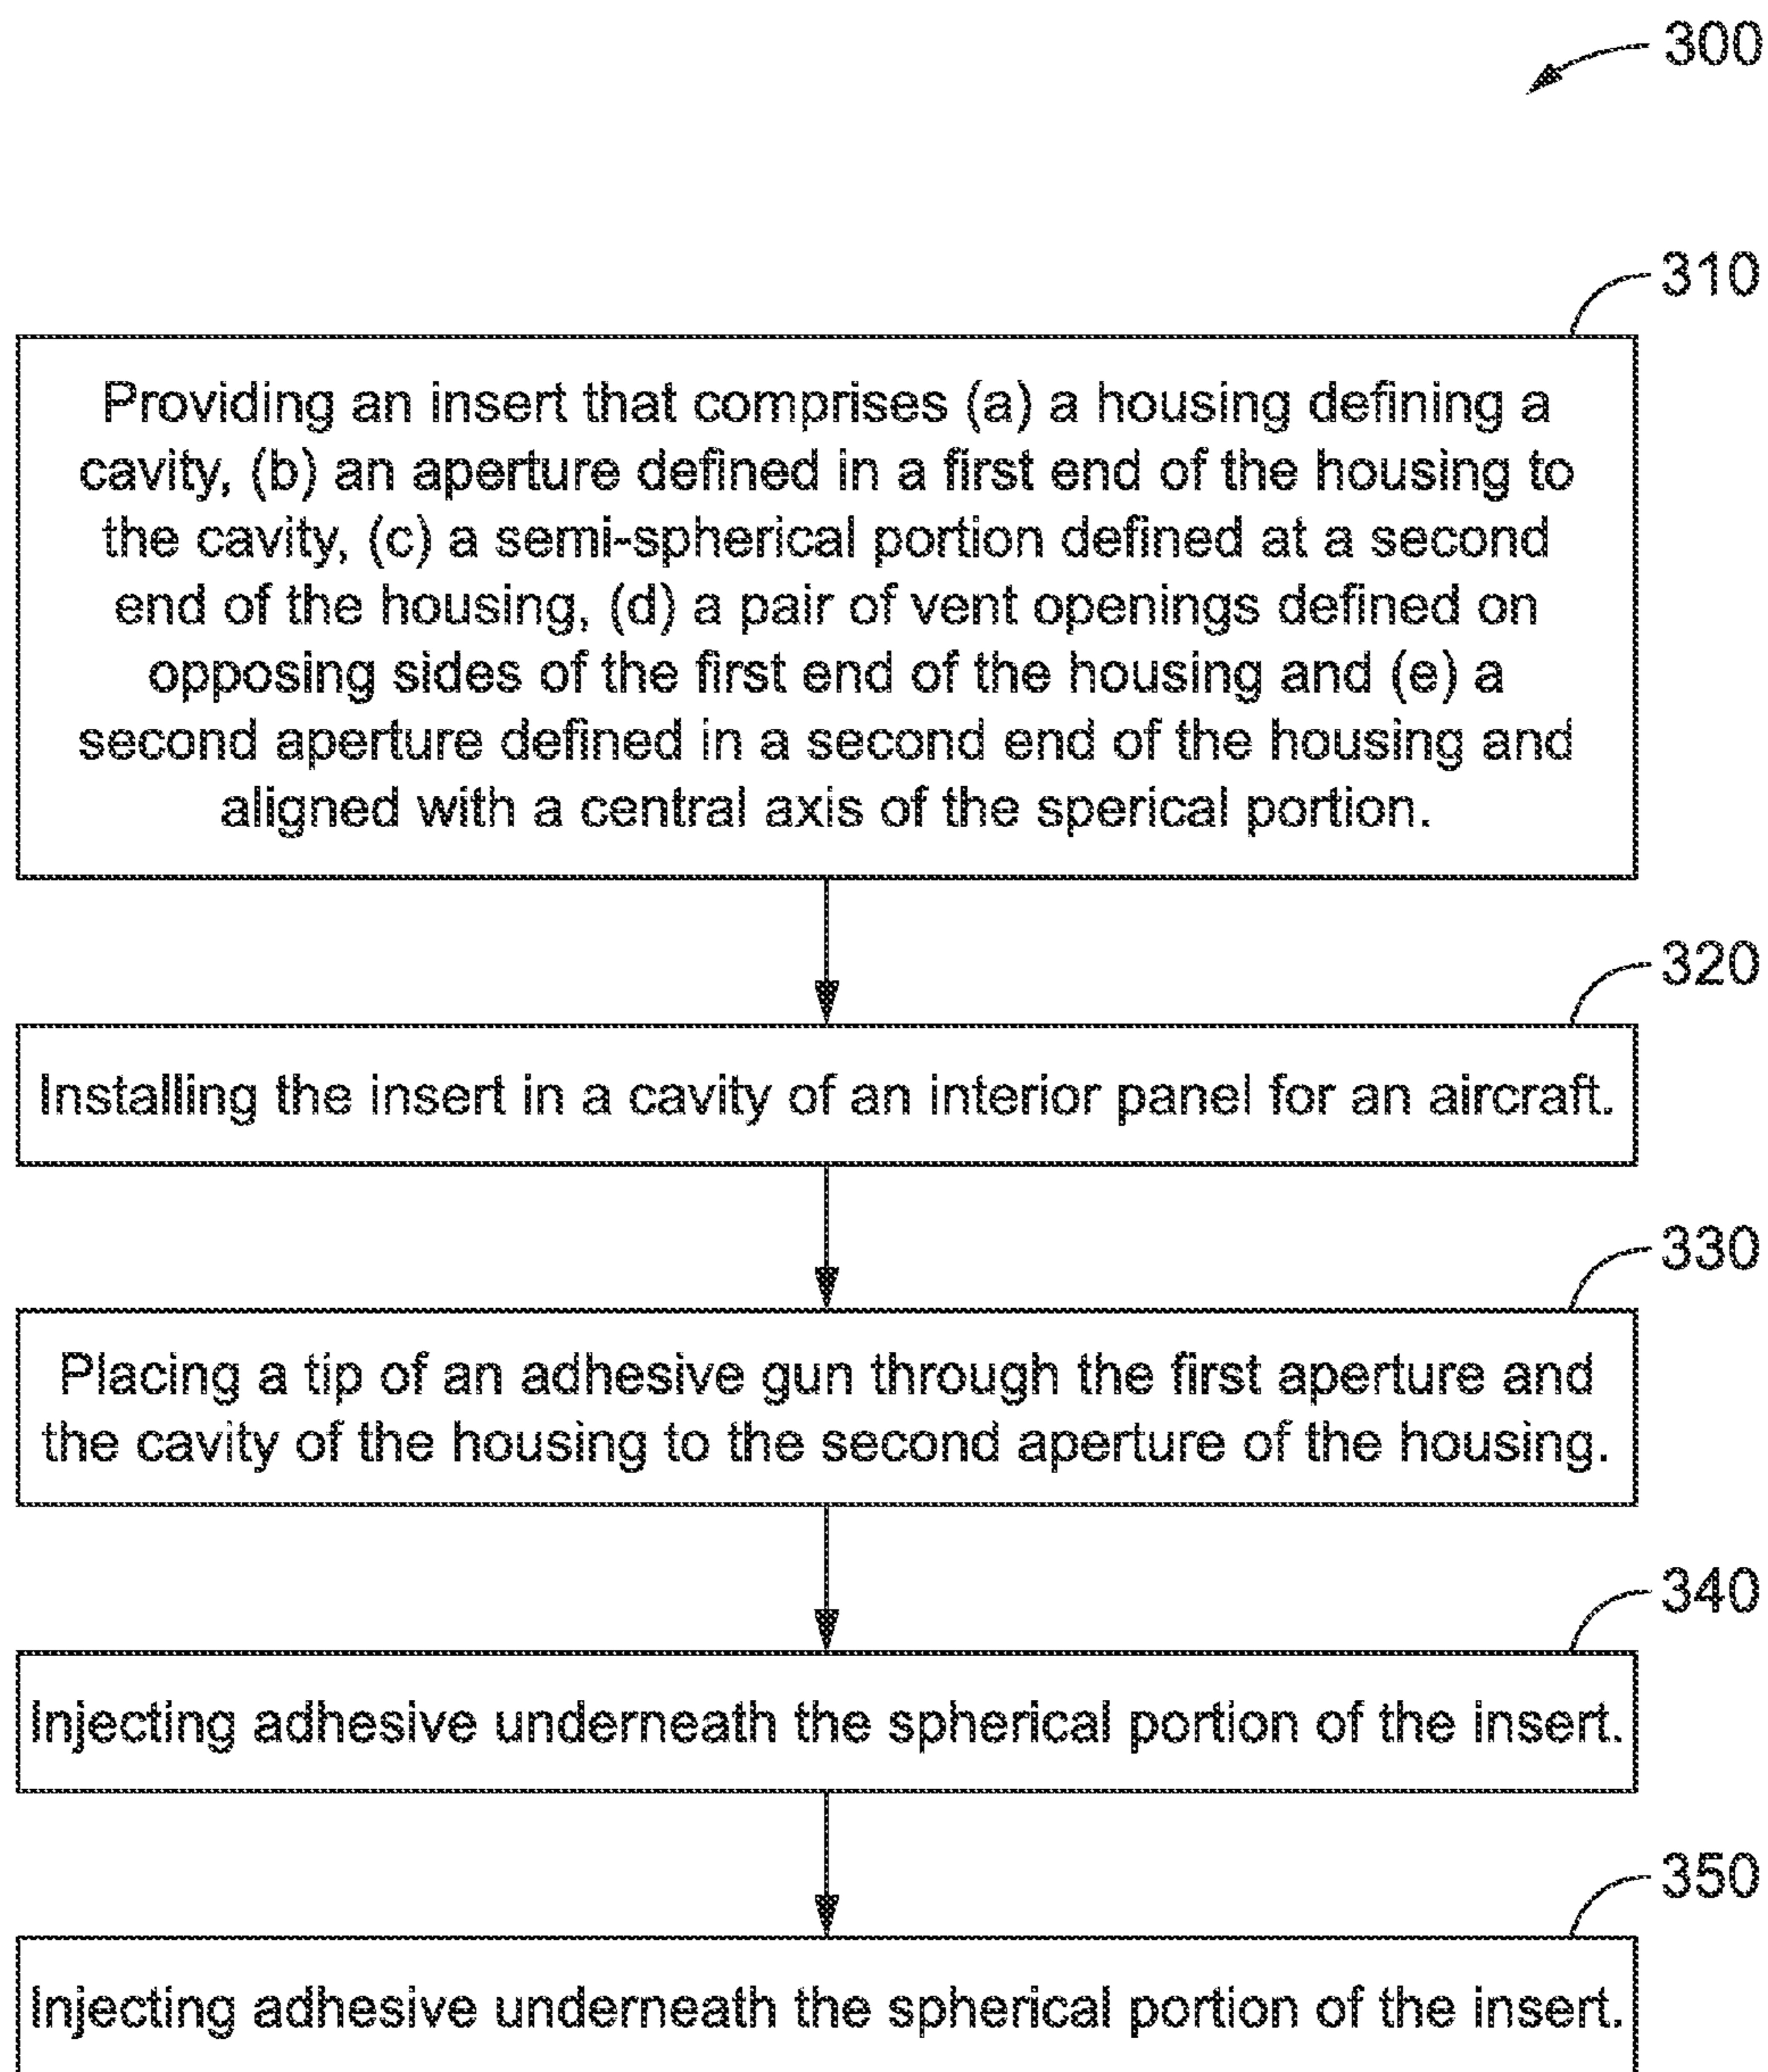 300
310
Providing an insert that comprises (a) a housing defining a
cavity, (b) an aperture defined in a first end of the housing to
the cavity, (c) a semi-spherical portion defined at a second
end of the housing, (d) a pair of vent openings defined on
opposing sides of the first end of the housing and (e) a
second aperture defined in a second end of the housing and
aligned with a central axis of the sperical portion.
320
Installing the insert in a cavity of an interior panel for an aircraft.
330
Placing a tip of an adhesive gun through the first aperture and
the cavity of the housing to the second aperture of the housing.
340
Injecting adhesive underneath the spherical portion of the insert.
350
Injecting adhesive underneath the spherical portion of the insert.